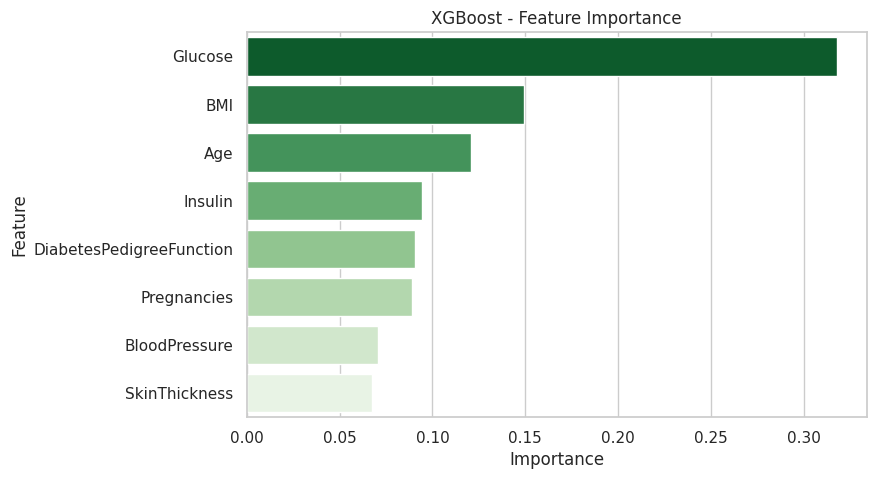 XGBoost - Feature Importance
Feature
Glucose
BMI
Age
Insulin
DiabetesPedigreeFunction
Pregnancies
BloodPressure
SkinThickness
0.00 0.05 0.10 0.15 0.20 0.25 0.30
Importance